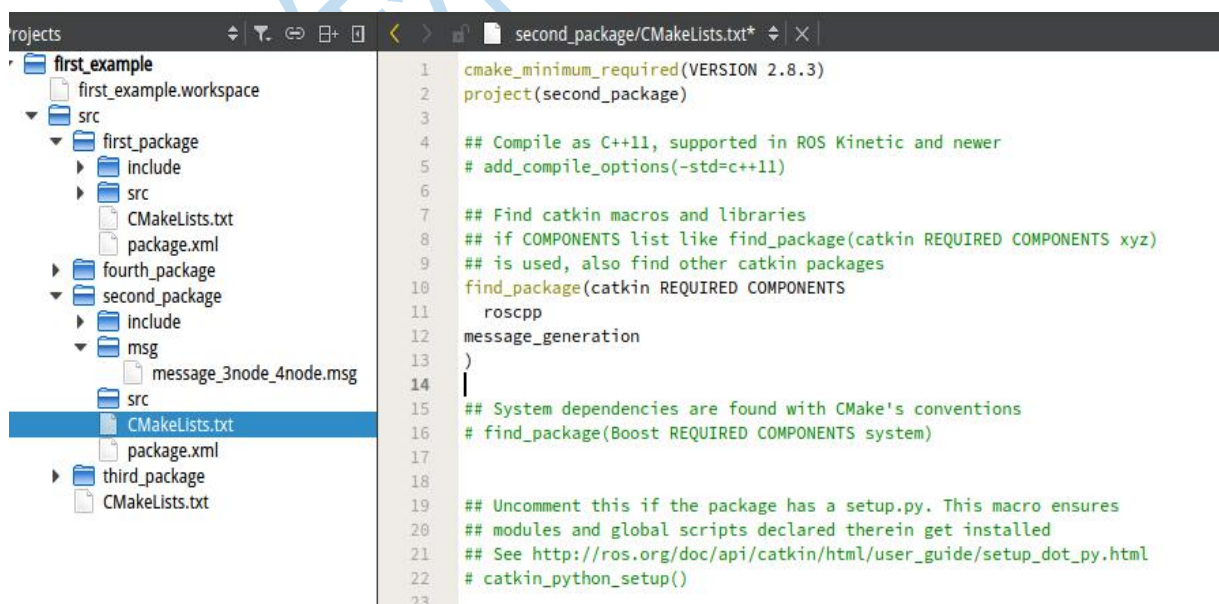 rojects
second_package/CMakeLists.txt*
first_example
first_example.workspace
src
first_package
include
src
CMakeLists.txt
package.xml
fourth_package
second_package
include
msg
message_3node_4node.msg
src
CMakeLists.txt
package.xml
third_package
CMakeLists.txt
1 cmake_minimum_required(VERSION 2.8.3)
2 project(second_package)
3
4 ## Compile as C++11, supported in ROS Kinetic and newer
5 # add_compile_options(-std=c++11)
6
7 ## Find catkin macros and libraries
8 ## if COMPONENTS list like find_package(catkin REQUIRED COMPONENTS xyz)
9 ## is used, also find other catkin packages
10 find_package(catkin REQUIRED COMPONENTS
11 roscpp
12 message_generation
13 )
14
15 ## System dependencies are found with CMake's conventions
16 # find_package(Boost REQUIRED COMPONENTS system)
17
18
19 ## Uncomment this if the package has a setup.py. This macro ensures
20 ## modules and global scripts declared therein get installed
21 ## See http://ros.org/doc/api/catkin/html/user_guide/setup_dot_py.html
22 # catkin_python_setup()
23